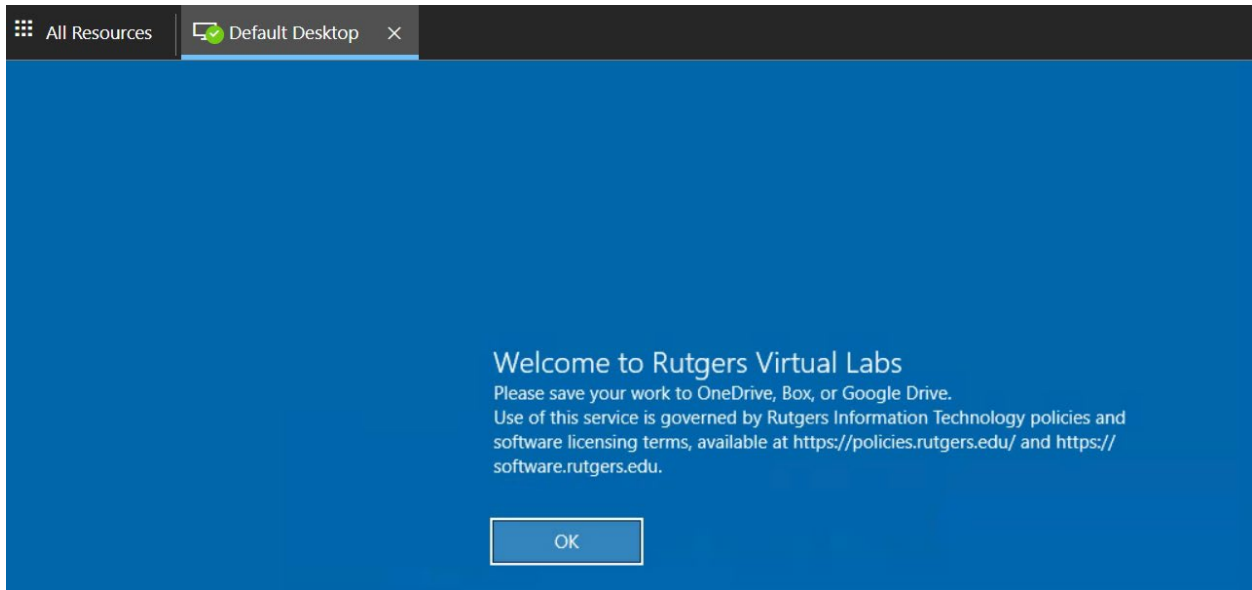 All Resources
Default Desktop
Welcome to Rutgers Virtual Labs
Please save your work to OneDrive, Box, or Google Drive.
Use of this service is governed by Rutgers Information Technology policies and
software licensing terms, available at https://policies.rutgers.edu/ and https://
software.rutgers.edu.
OK